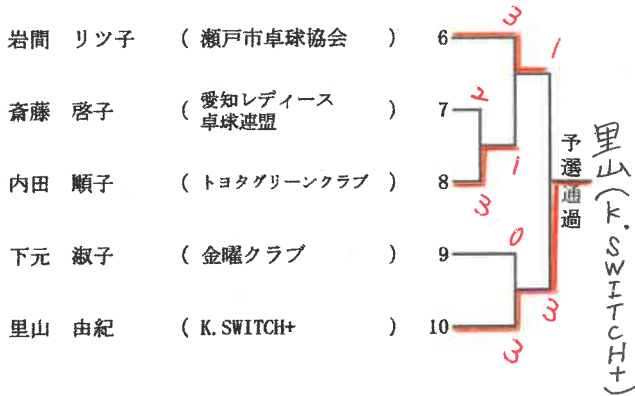 岩間 リツ子 ( 瀬戸市卓球協会 ) 6
斎藤 啓子 ( 愛知レディース
卓球連盟 ) 7
内田 順子 ( トヨタグリーンクラブ ) 8
下元 淑子 ( 金曜クラブ ) 9
里山 由紀 ( K.SWITCH+ ) 10
3
1
2
1
3
0
3
3
予選通過
里山(K.SWITCH+)